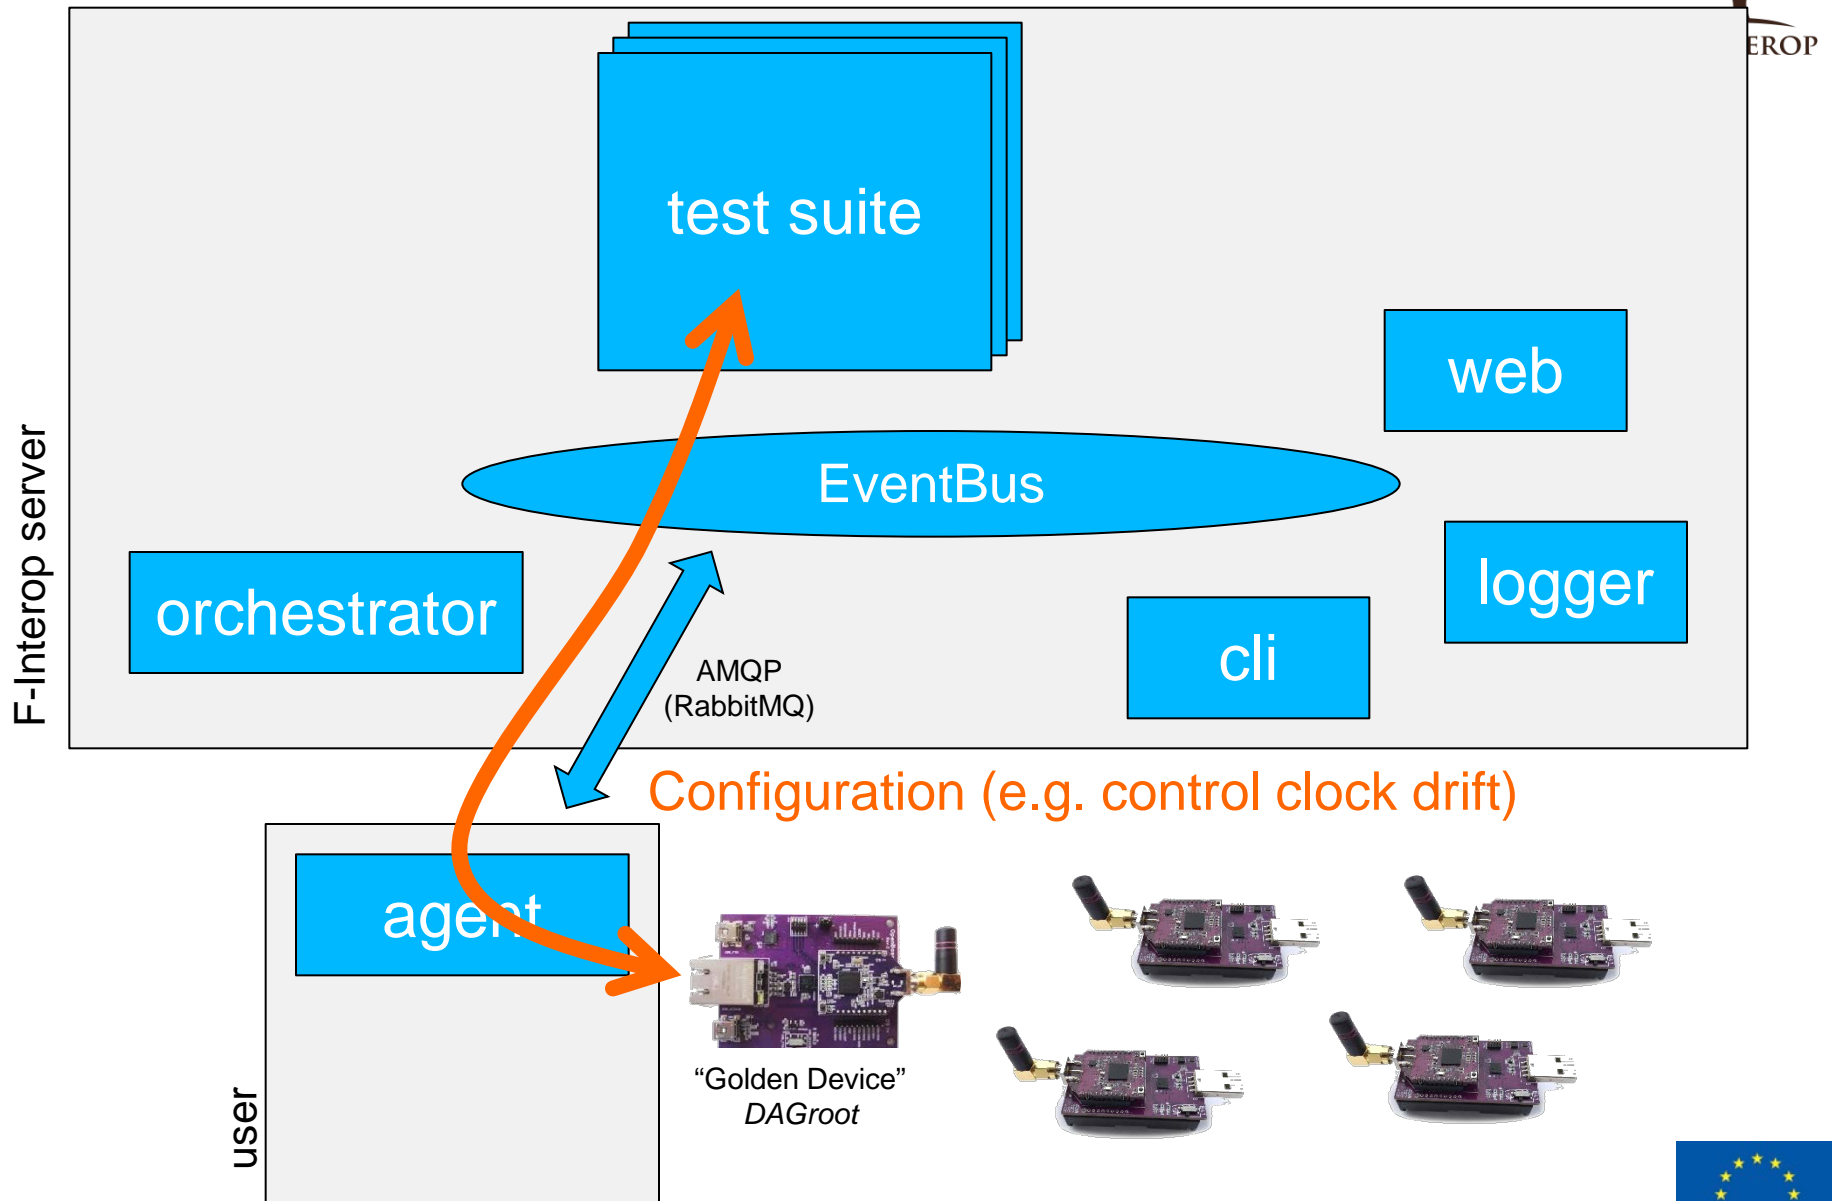 EROP
test suite
web
EventBus
F-Interop server
orchestrator
logger
cli
AMQP
(RabbitMQ)
Configuration (e.g. control clock drift)
agent
user
“Golden Device”
DAGroot